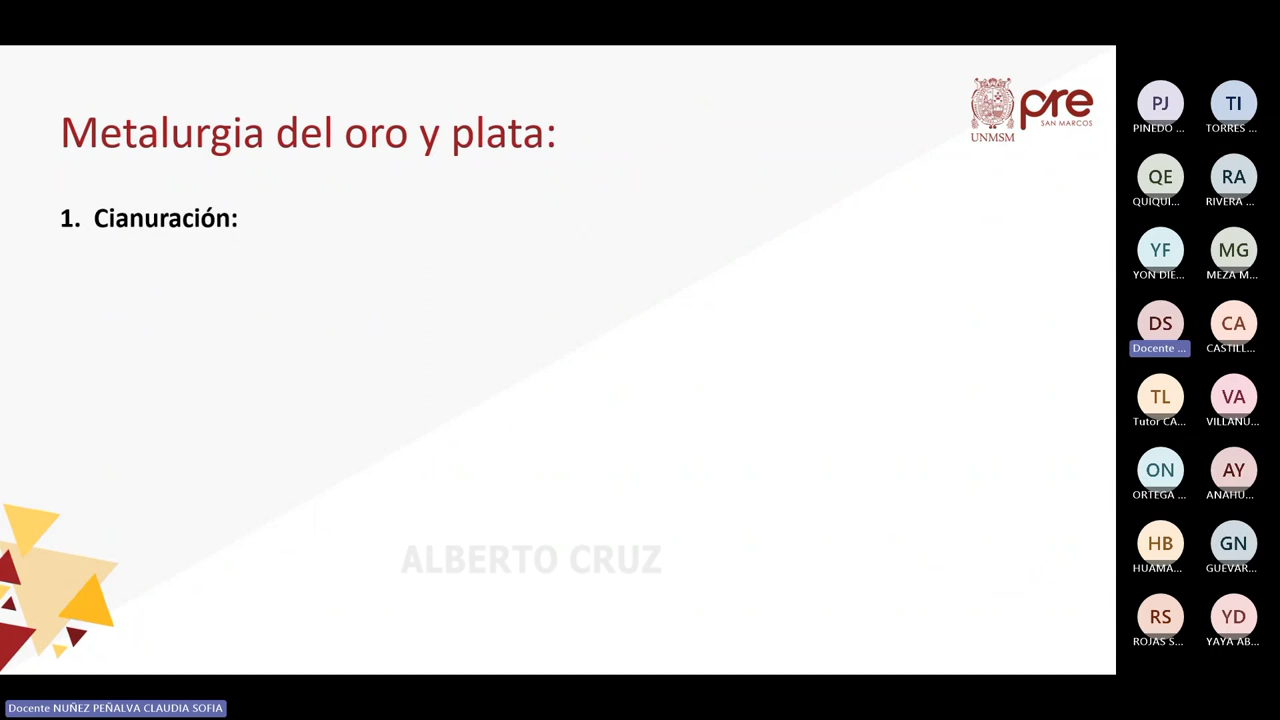 Metalurgia del oro y plata:
pre
SAN MARCOS
UNMSM
1. Cianuración:
ALBERTO CRUZ
PJ
PINEDO ...
TI
TORRES ...
QE
QUIQUI...
RA
RIVERA ...
YF
YON DIE...
MG
MEZA M...
DS
Docente ...
CA
CASTILL...
TL
Tutor CA...
VA
VILLANU...
ON
ORTEGA ...
AY
ANAHU...
HB
HUAMA...
GN
GUEVAR...
RS
ROJAS S...
YD
YAYA AB...
Docente NUÑEZ PEÑALVA CLAUDIA SOFIA